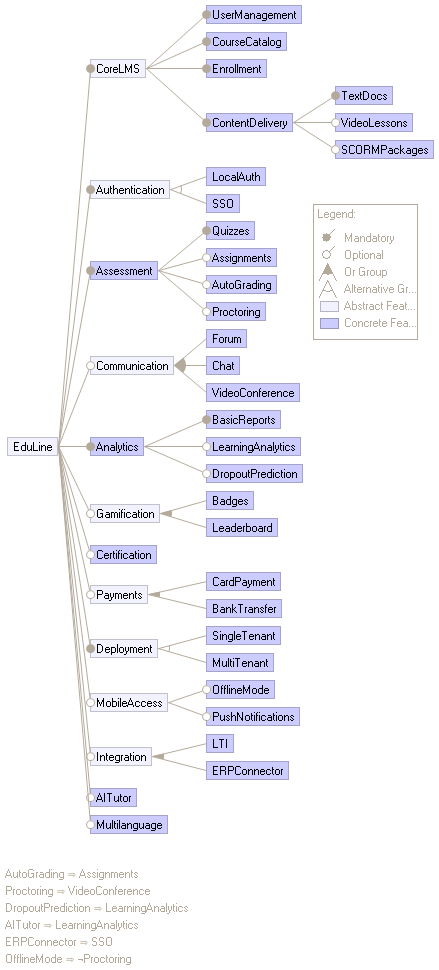 UserManagement
CourseCatalog
CoreLMS
Enrollment
TextDocs
ContentDelivery
VideoLessons
SCORMPackages
LocalAuth
Authentication
SSO
Legend:
Mandatory
Optional
Or Group
Alternative Gr...
Abstract Feat...
Concrete Fea...
Quizzes
Assignments
Assessment
AutoGrading
Proctoring
Forum
Communication
Chat
VideoConference
BasicReports
EduLine
Analytics
LearningAnalytics
DropoutPrediction
Badges
Gamification
Leaderboard
Certification
CardPayment
Payments
BankTransfer
SingleTenant
Deployment
MultiTenant
OfflineMode
MobileAccess
PushNotifications
LTI
Integration
ERPConnector
AITutor
Multilanguage
AutoGrading ⇒ Assignments
Proctoring ⇒ VideoConference
DropoutPrediction ⇒ LearningAnalytics
AITutor ⇒ LearningAnalytics
ERPConnector ⇒ SSO
OfflineMode ⇒ ¬Proctoring